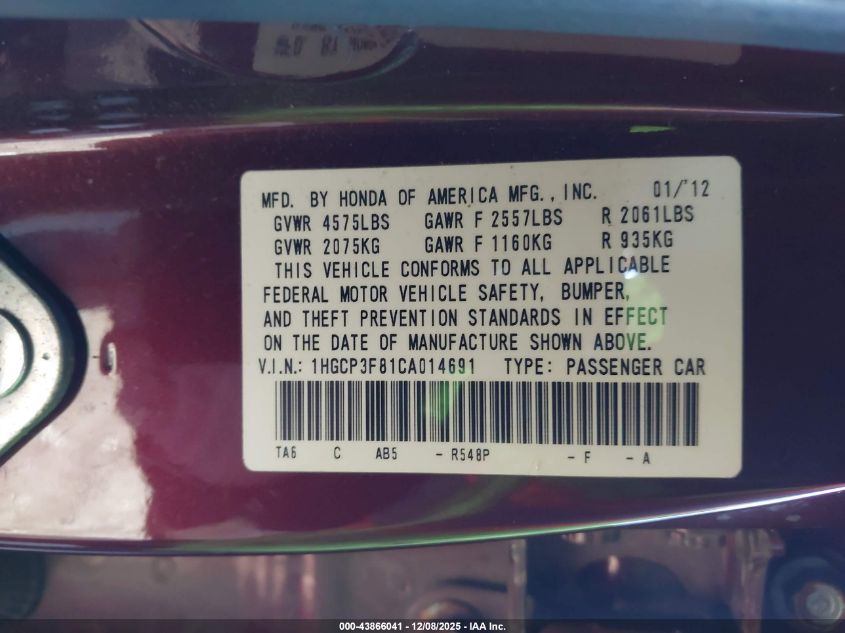 MFD. BY HONDA OF AMERICA MFG., INC. 01/'12
GVWR 4575LBS GAWR F 2557LBS R 2061LBS
GVWR 2075KG GAWR F 1160KG R 935KG
THIS VEHICLE CONFORMS TO ALL APPLICABLE
FEDERAL MOTOR VEHICLE SAFETY, BUMPER,
AND THEFT PREVENTION STANDARDS IN EFFECT
ON THE DATE OF MANUFACTURE SHOWN ABOVE.
V.I.N.: 1HGCP3F81CA014691 TYPE: PASSENGER CAR
TA6 C AB5 - R548P - F - A
000-43866041 - 12/08/2025 - IAA Inc.